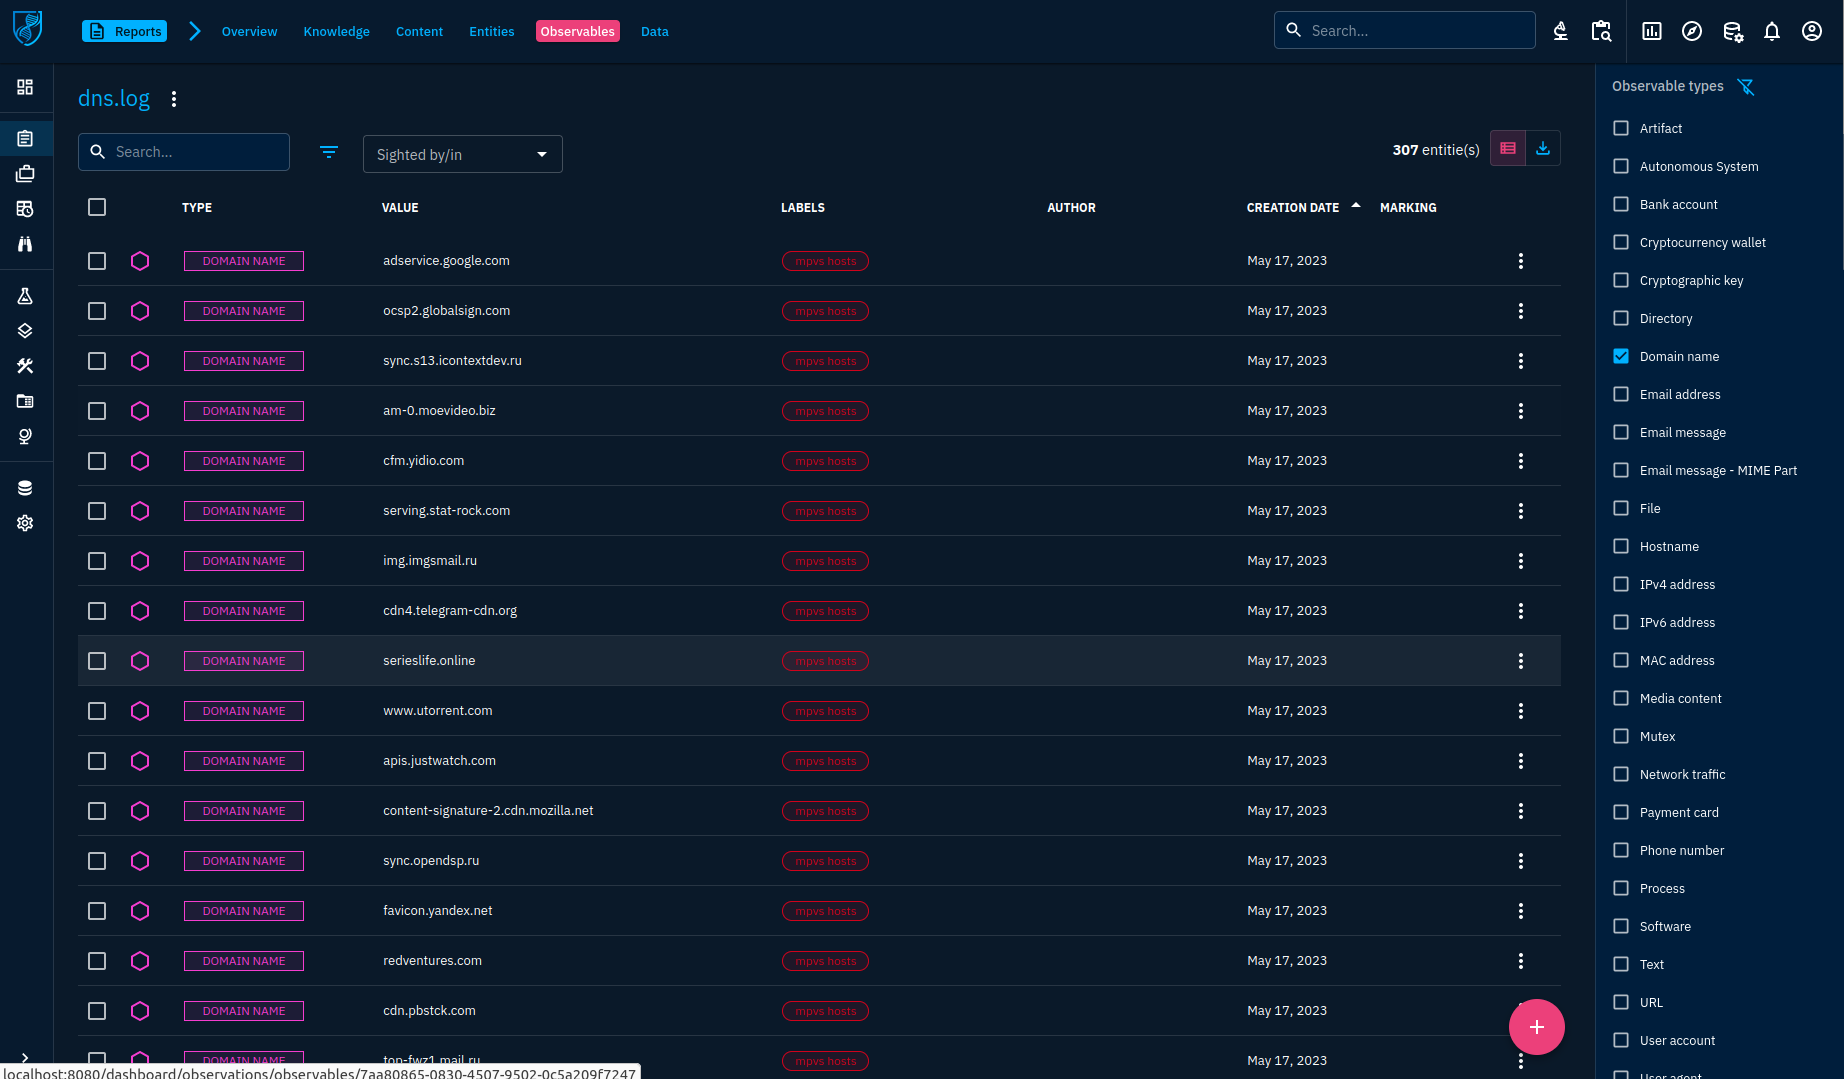 Reports Overview Knowledge Content Entities Observables Data Search...
dns.log
Search... Sighted by/in 307 entitie(s)
TYPE VALUE LABELS AUTHOR CREATION DATE MARKING
DOMAIN NAME adservice.google.com mpvs hosts May 17, 2023
DOMAIN NAME ocsp2.globalsign.com mpvs hosts May 17, 2023
DOMAIN NAME sync.s13.icontextdev.ru mpvs hosts May 17, 2023
DOMAIN NAME am-0.moevideo.biz mpvs hosts May 17, 2023
DOMAIN NAME cfm.yidio.com mpvs hosts May 17, 2023
DOMAIN NAME serving.stat-rock.com mpvs hosts May 17, 2023
DOMAIN NAME img.imgsmail.ru mpvs hosts May 17, 2023
DOMAIN NAME cdn4.telegram-cdn.org mpvs hosts May 17, 2023
DOMAIN NAME serieslife.online mpvs hosts May 17, 2023
DOMAIN NAME www.utorrent.com mpvs hosts May 17, 2023
DOMAIN NAME apis.justwatch.com mpvs hosts May 17, 2023
DOMAIN NAME content-signature-2.cdn.mozilla.net mpvs hosts May 17, 2023
DOMAIN NAME sync.opendsp.ru mpvs hosts May 17, 2023
DOMAIN NAME favicon.yandex.net mpvs hosts May 17, 2023
DOMAIN NAME redventures.com mpvs hosts May 17, 2023
DOMAIN NAME cdn.pbstck.com mpvs hosts May 17, 2023
DOMAIN NAME top-fwz1.mail.ru mpvs hosts May 17, 2023
localhost:8080/dashboard/observations/observables/7aa80865-0830-4507-9502-0c5a209f7247
Observable types
Artifact
Autonomous System
Bank account
Cryptocurrency wallet
Cryptographic key
Directory
Domain name
Email address
Email message
Email message - MIME Part
File
Hostname
IPv4 address
IPv6 address
MAC address
Media content
Mutex
Network traffic
Payment card
Phone number
Process
Software
Text
URL
User account
User agent